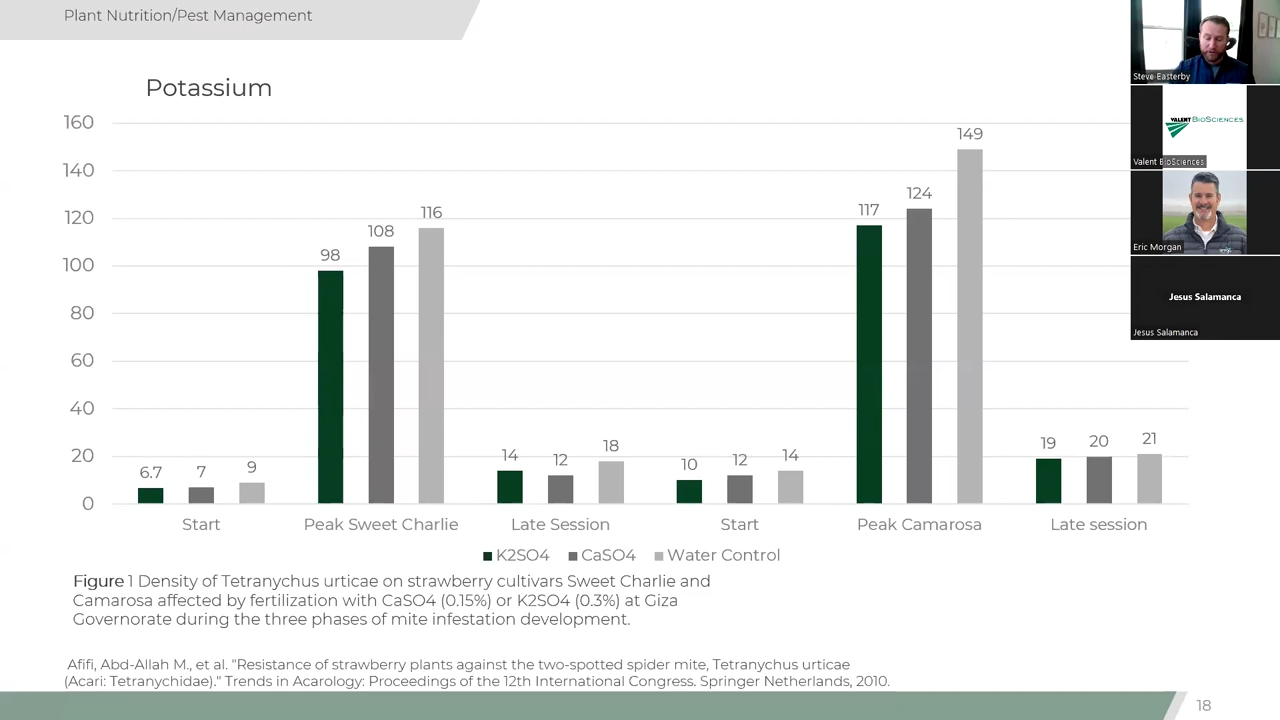 Plant Nutrition/Pest Management
Potassium
160
140
120
100
80
60
40
20
0
6.7
7
9
98
108
116
14
12
18
10
12
14
117
124
149
19
20
21
Start
Peak Sweet Charlie
Late Session
Start
Peak Camarosa
Late session
K2SO4
CaSO4
Water Control
Figure 1 Density of Tetranychus urticae on strawberry cultivars Sweet Charlie and
Camarosa affected by fertilization with CaSO4 (0.15%) or K2SO4 (0.3%) at Giza
Governorate during the three phases of mite infestation development.
Afifi, Abd-Allah M., et al. "Resistance of strawberry plants against the two-spotted spider mite, Tetranychus urticae
(Acari: Tetranychidae)." Trends in Acarology: Proceedings of the 12th International Congress. Springer Netherlands, 2010.
18
Steve Easterby
VALENT BIOSCIENCES
Valent BioSciences
Eric Morgan
Jesus Salamanca
Jesus Salamanca